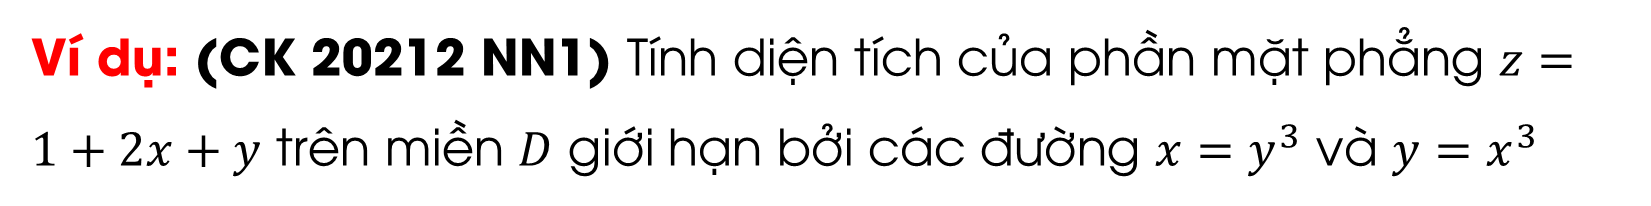 Ví dụ: (CK 20212 NN1) Tính diện tích của phần mặt phẳng 𝑧 =
1 + 2𝑥 + 𝑦 trên miền 𝐷 giới hạn bởi các đường 𝑥 = 𝑦³ và 𝑦 = 𝑥³